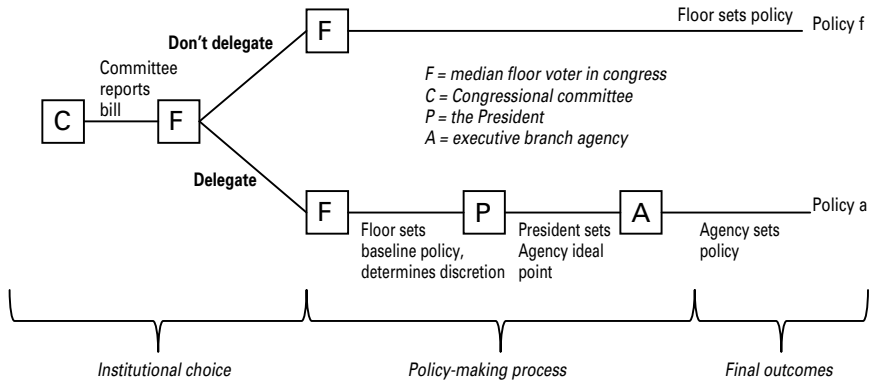 Floor sets policy
Policy f
F
Don't delegate
Committee
reports
bill
F = median floor voter in congress
C = Congressional committee
P = the President
A = executive branch agency
C
F
Delegate
F
P
A
Policy a
Floor sets
baseline policy,
determines discretion
President sets
Agency ideal
point
Agency sets
policy
Institutional choice
Policy-making process
Final outcomes